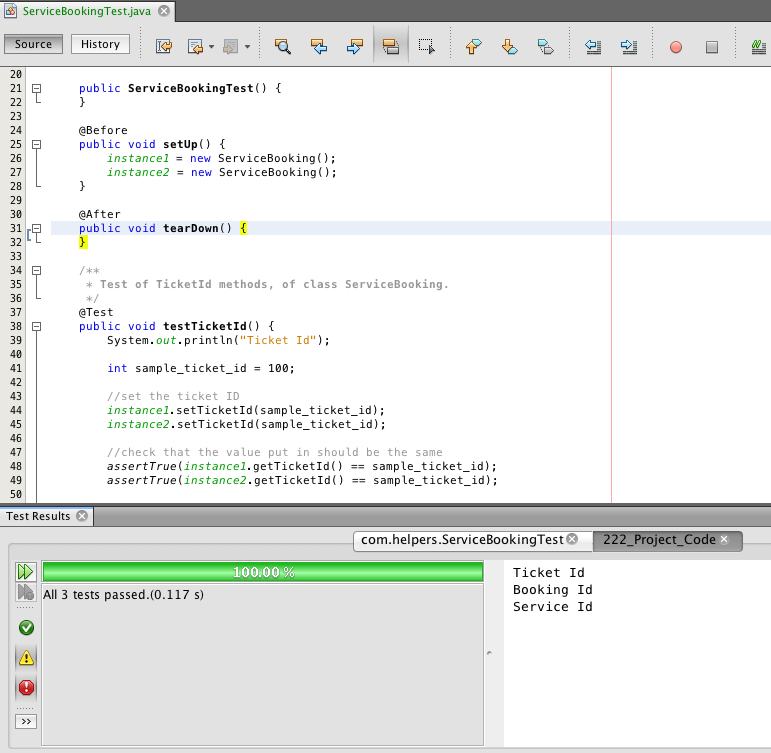 ServiceBookingTest.java
Source History
20
21 public ServiceBookingTest() {
22 }
23
24 @Before
25 public void setUp() {
26 instance1 = new ServiceBooking();
27 instance2 = new ServiceBooking();
28 }
29
30 @After
31 public void tearDown() {
32 }
33
34 /**
35 * Test of TicketId methods, of class ServiceBooking.
36 */
37 @Test
38 public void testTicketId() {
39 System.out.println("Ticket Id");
40
41 int sample_ticket_id = 100;
42
43 //set the ticket ID
44 instance1.setTicketId(sample_ticket_id);
45 instance2.setTicketId(sample_ticket_id);
46
47 //check that the value put in should be the same
48 assertTrue(instance1.getTicketId() == sample_ticket_id);
49 assertTrue(instance2.getTicketId() == sample_ticket_id);
50
Test Results
com.helpers.ServiceBookingTest 222_Project_Code
100.00 %
All 3 tests passed.(0.117 s)
Ticket Id
Booking Id
Service Id